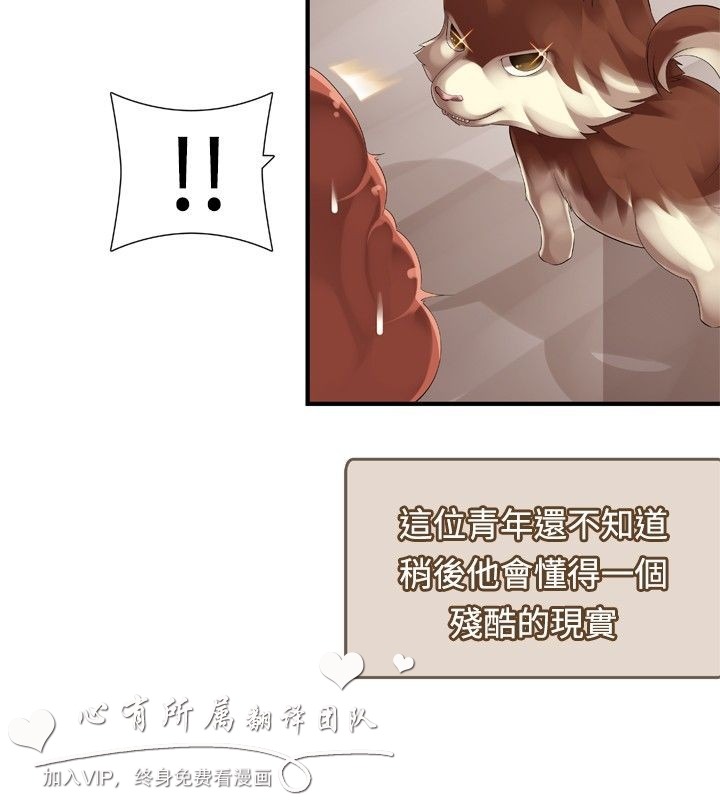 !!
這位青年還不知道
稍後他會懂得一個
殘酷的現實
心有所属翻译团队
加入VIP，终身免费看漫画